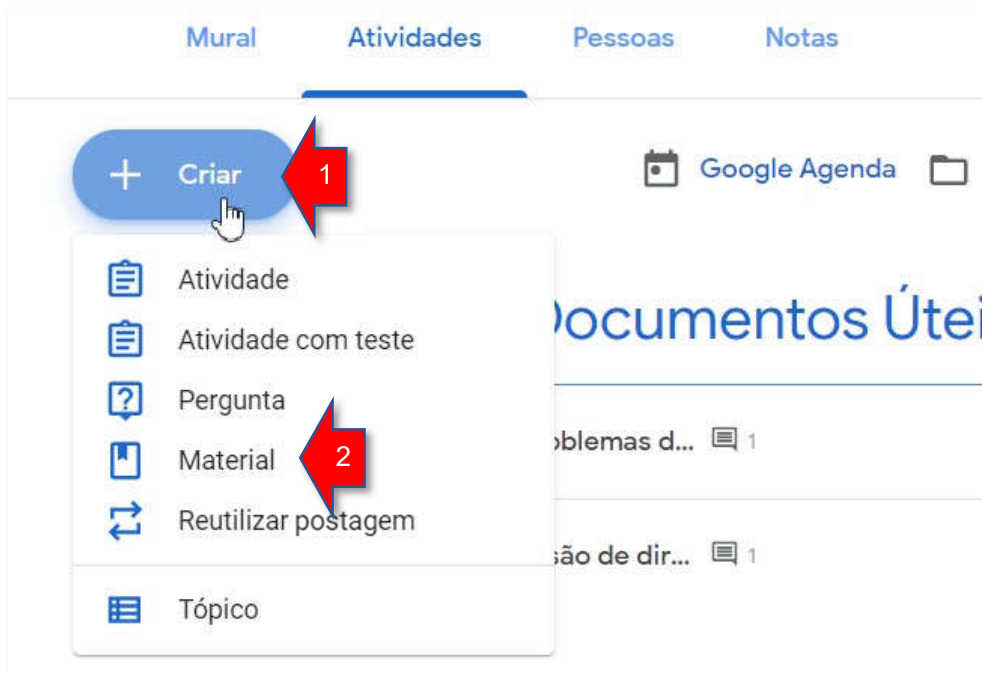 Mural Atividades Pessoas Notas
+ Criar 1 Google Agenda
Atividade
ocumentos Útei
Atividade com teste
Pergunta
blemas d... 1
Material 2
Reutilizar postagem
são de dir... 1
Tópico